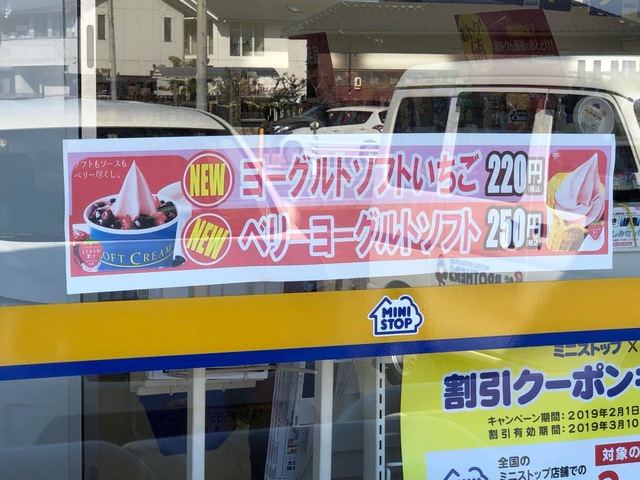 ソフトもソースも
ベリー尽くし。
NEW
ヨーグルトソフトいちご 220円
(税込)
NEW
ベリーヨーグルトソフト 250円
(税込)
SOFT CREAM
MINI
STOP
ミニストップ×
割引クーポン
キャンペーン期間：2019年2月1日
割引有効期間：2019年3月10
全国の
ミニストップ店舗での
対象の